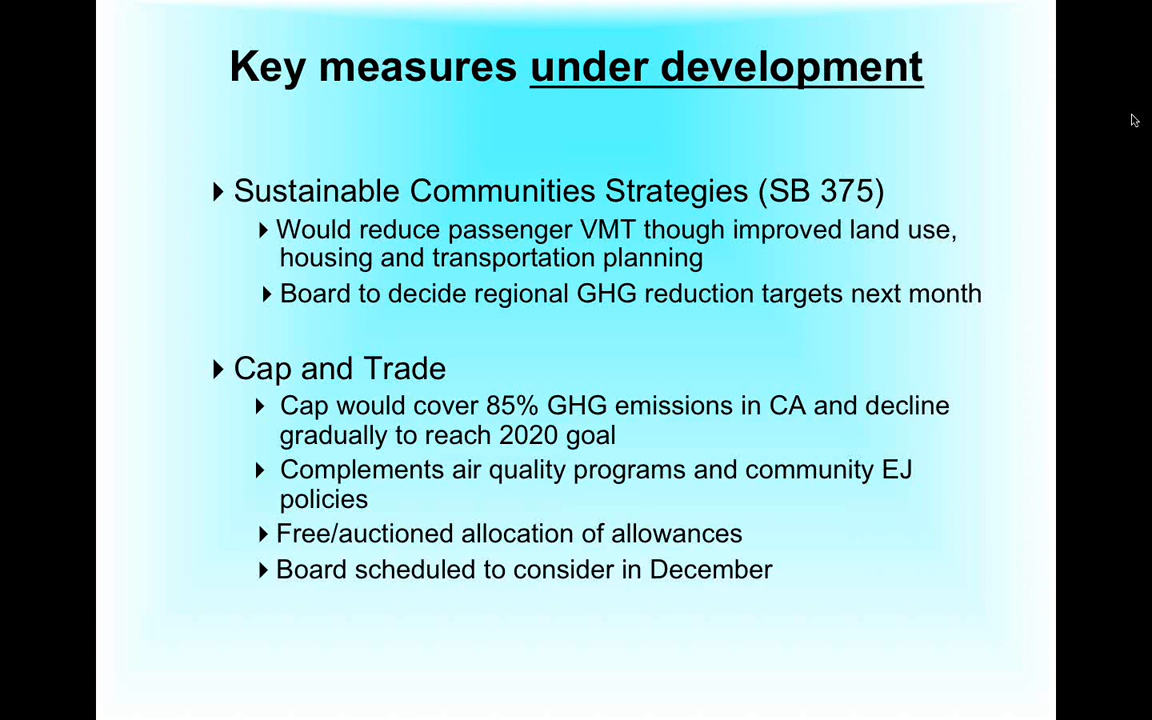 Key measures under development
Sustainable Communities Strategies (SB 375)
Would reduce passenger VMT though improved land use,
housing and transportation planning
Board to decide regional GHG reduction targets next month
Cap and Trade
Cap would cover 85% GHG emissions in CA and decline
gradually to reach 2020 goal
Complements air quality programs and community EJ
policies
Free/auctioned allocation of allowances
Board scheduled to consider in December